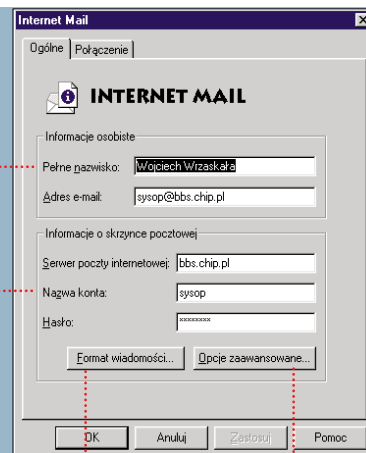 Internet Mail
Ogólne Połączenie
INTERNET MAIL
Informacje osobiste
Pełne nazwisko: Wojciech Wrzaskała
Adres e-mail: sysop@bbs.chip.pl
Informacje o skrzynce pocztowej
Serwer poczty internetowej: bbs.chip.pl
Nazwa konta: sysop
Hasło: ××××××××
Format wiadomości... Opcje zaawansowane...
OK Anuluj Zastosuj Pomoc